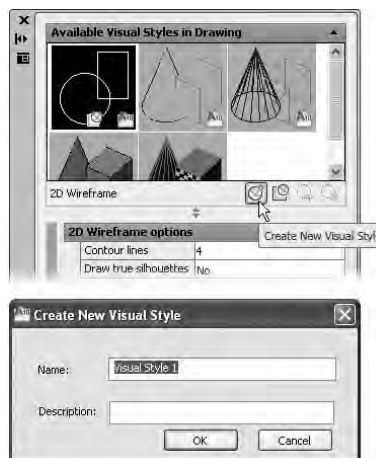 Available Visual Styles in Drawing
2D Wireframe
Create New Visual Styl
2D Wireframe options
Contour lines 4
Draw true silhouettes No
Create New Visual Style
Name: Visual Style 1
Description:
OK Cancel